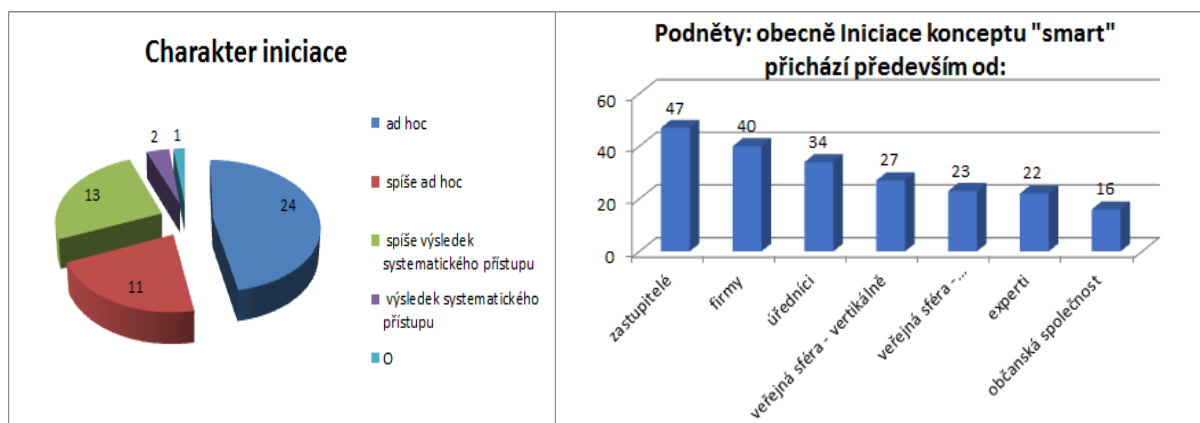 Charakter iniciace
2
1
13
24
11
ad hoc
spíše ad hoc
spíše výsledek
systematického přístupu
výsledek systematického
přístupu
O
Podněty: obecně Iniciace konceptu "smart"
přichází především od:
60
40
20
0
47
40
34
27
23
22
16
zastupitelé
firmy
úředníci
veřejná sféra - vertikálně
veřejná sféra -...
experti
občanská společnost